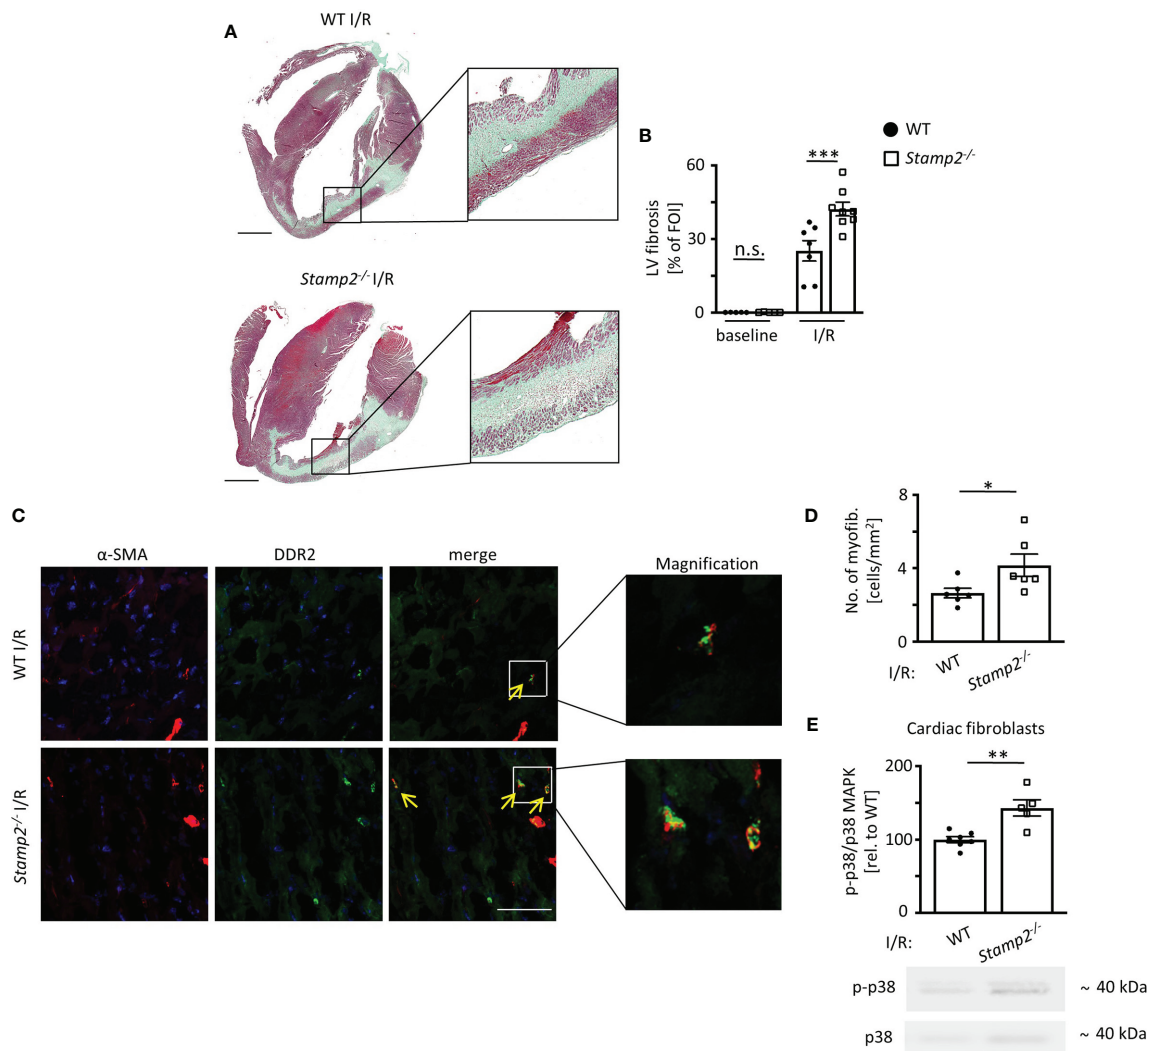 A
WT I/R
Stamp2-/- I/R
B
WT
Stamp2-/-
LV fibrosis
[% of FOI]
60
30
0
n.s.
***
baseline
I/R
C
α-SMA
DDR2
merge
Magnification
WT I/R
Stamp2-/- I/R
D
No. of myofib.
[cells/mm2]
8
4
0
*
I/R:
WT
Stamp2-/-
E
Cardiac fibroblasts
p-p38/p38 MAPK
[rel. to WT]
200
100
0
**
I/R:
WT
Stamp2-/-
p-p38
~ 40 kDa
p38
~ 40 kDa